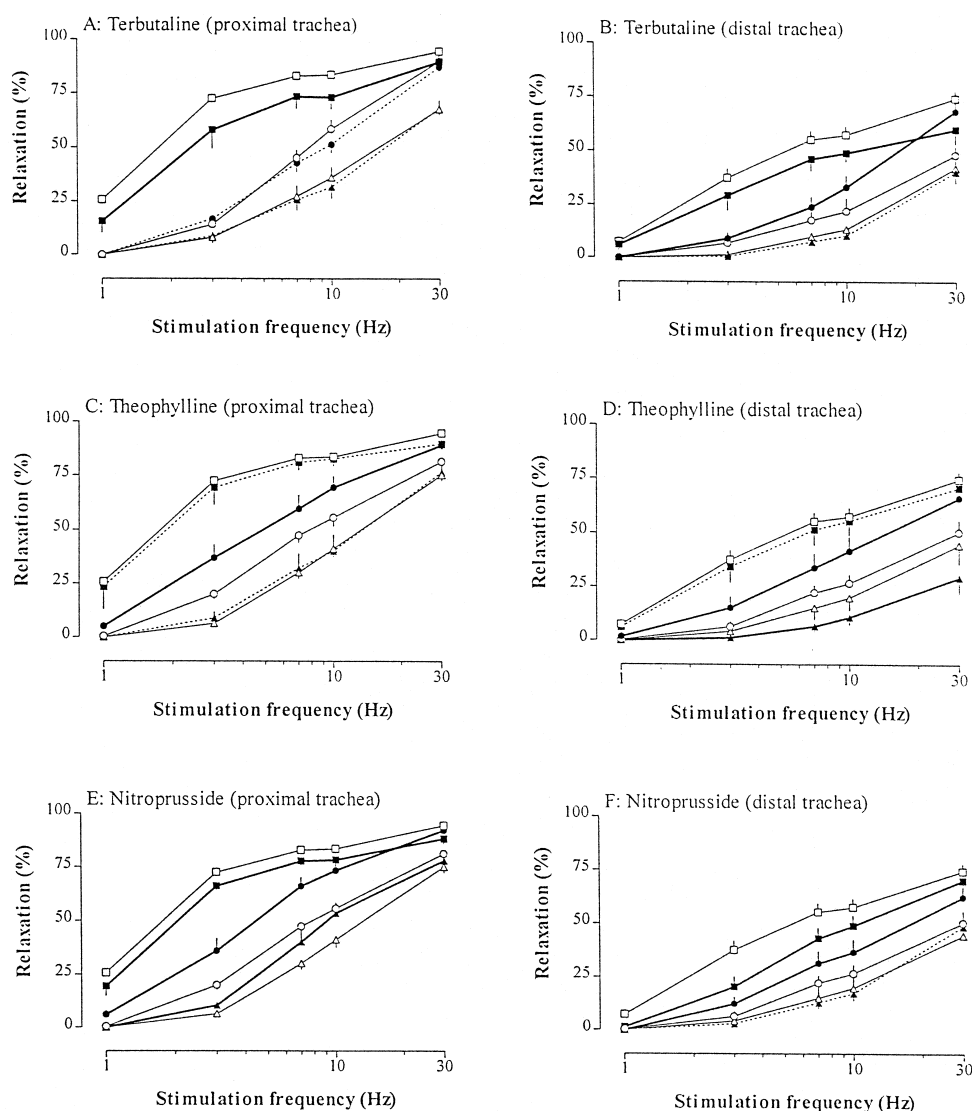 A: Terbutaline (proximal trachea)
100
75
50
25
0
Relaxation (%)
1
10
30
Stimulation frequency (Hz)
B: Terbutaline (distal trachea)
100
75
50
25
0
Relaxation (%)
1
10
30
Stimulation frequency (Hz)
C: Theophylline (proximal trachea)
100
75
50
25
0
Relaxation (%)
1
10
30
Stimulation frequency (Hz)
D: Theophylline (distal trachea)
100
75
50
25
0
Relaxation (%)
1
10
30
Stimulation frequency (Hz)
E: Nitroprusside (proximal trachea)
100
75
50
25
0
Relaxation (%)
1
10
30
Stimulation frequency (Hz)
F: Nitroprusside (distal trachea)
100
75
50
25
0
Relaxation (%)
1
10
30
Stimulation frequency (Hz)